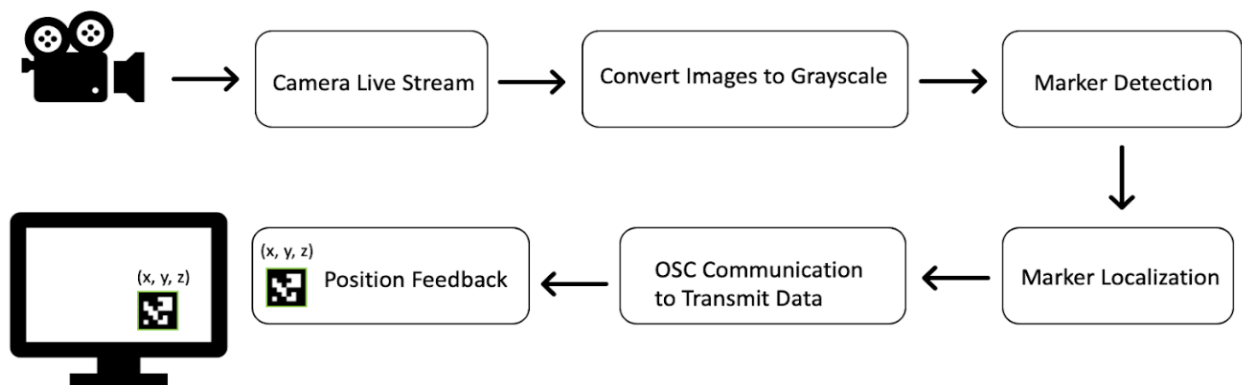 Camera Live Stream
Convert Images to Grayscale
Marker Detection
Marker Localization
OSC Communication
to Transmit Data
(x, y, z)
Position Feedback
(x, y, z)